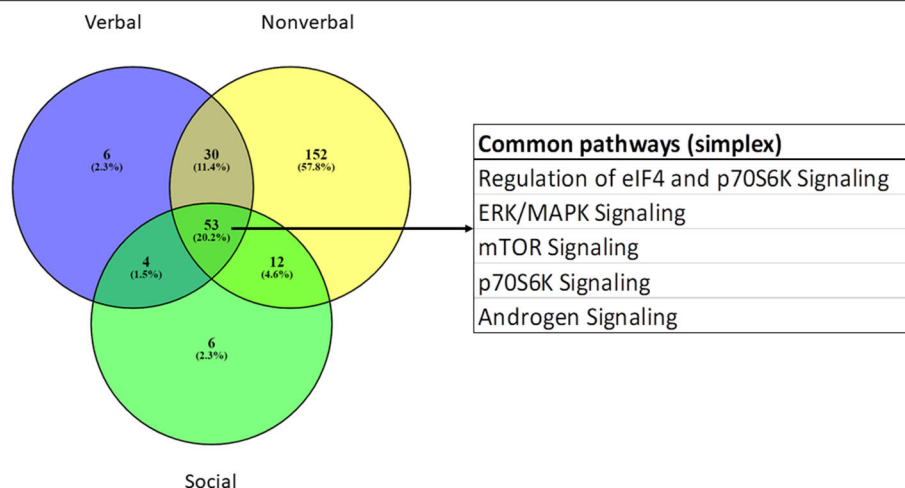 Verbal
Nonverbal
6
(2.3%)
30
(11.4%)
152
(57.8%)
53
(20.2%)
4
(1.5%)
12
(4.6%)
6
(2.3%)
Social
Common pathways (simplex)
Regulation of eIF4 and p70S6K Signaling
ERK/MAPK Signaling
mTOR Signaling
p70S6K Signaling
Androgen Signaling